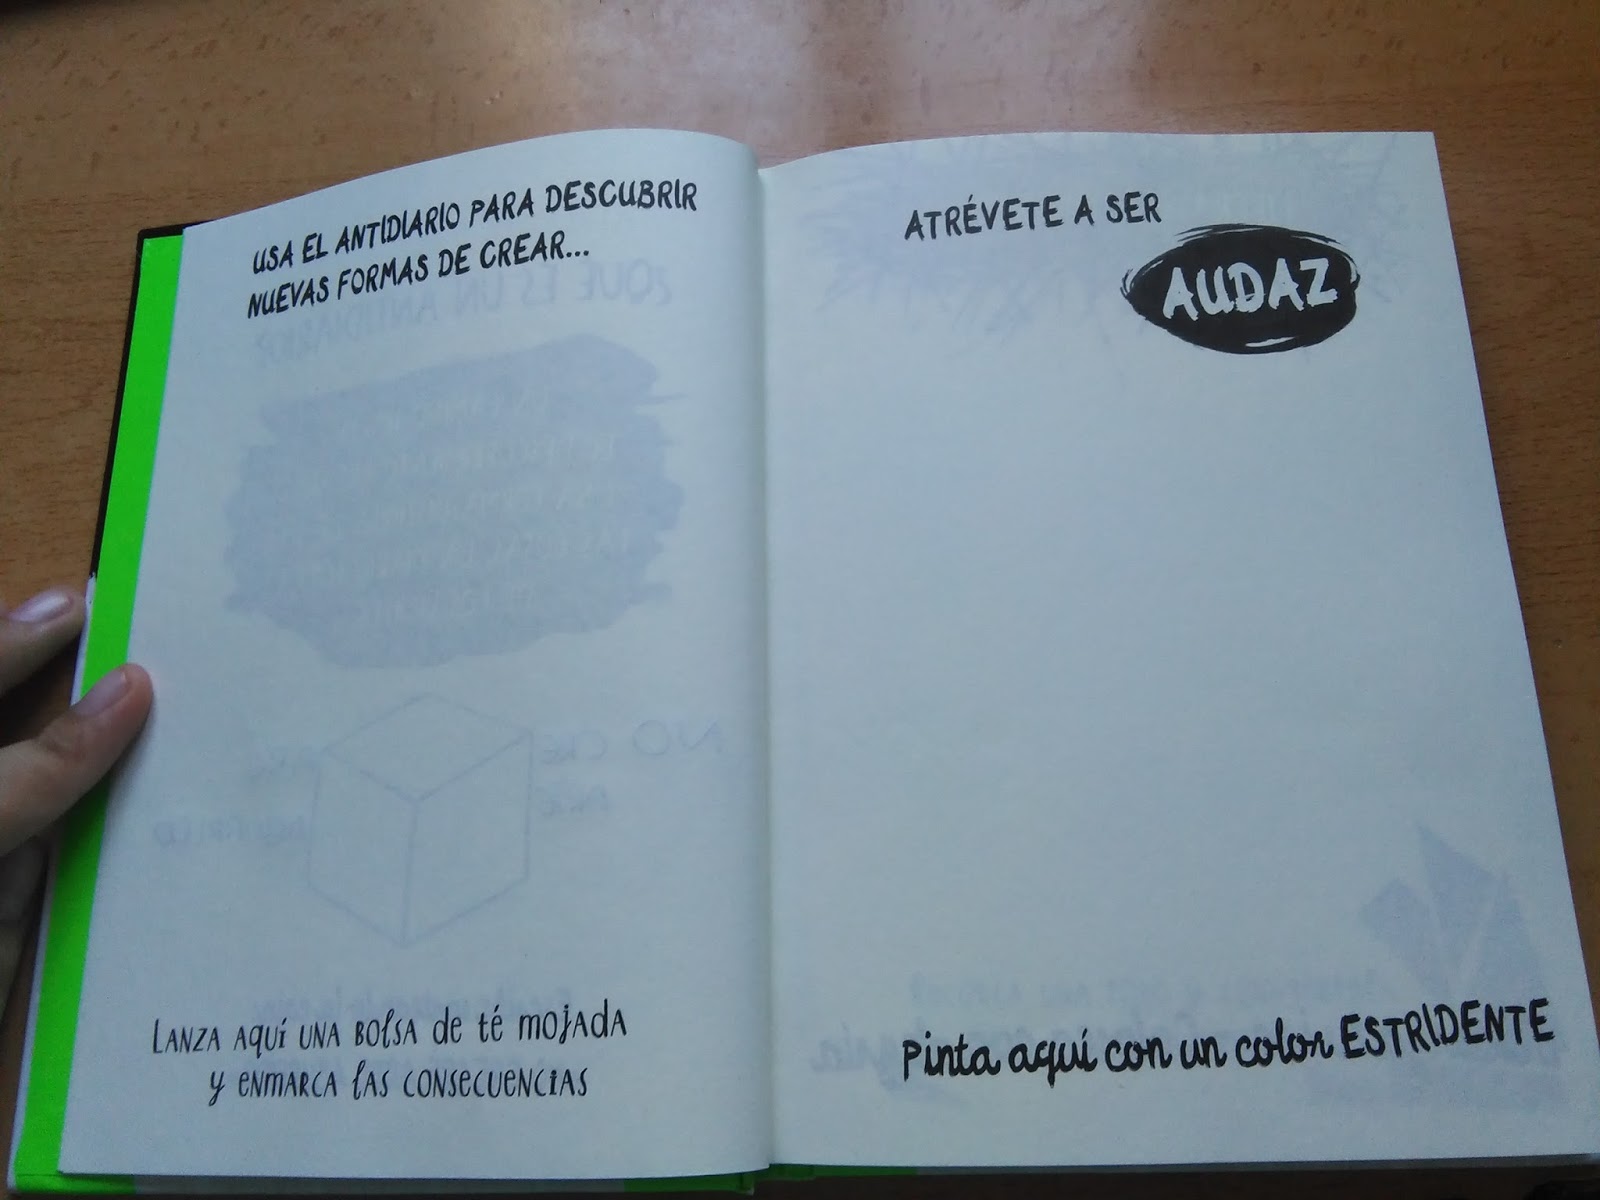 USA EL ANTIDIARIO PARA DESCUBRIR
NUEVAS FORMAS DE CREAR...
LANZA AQUÍ UNA BOLSA de té mojada
y enmarca las consecuencias
ATRÉVETE A SER
AUDAZ
Pinta aquí con un color ESTRIDENTE